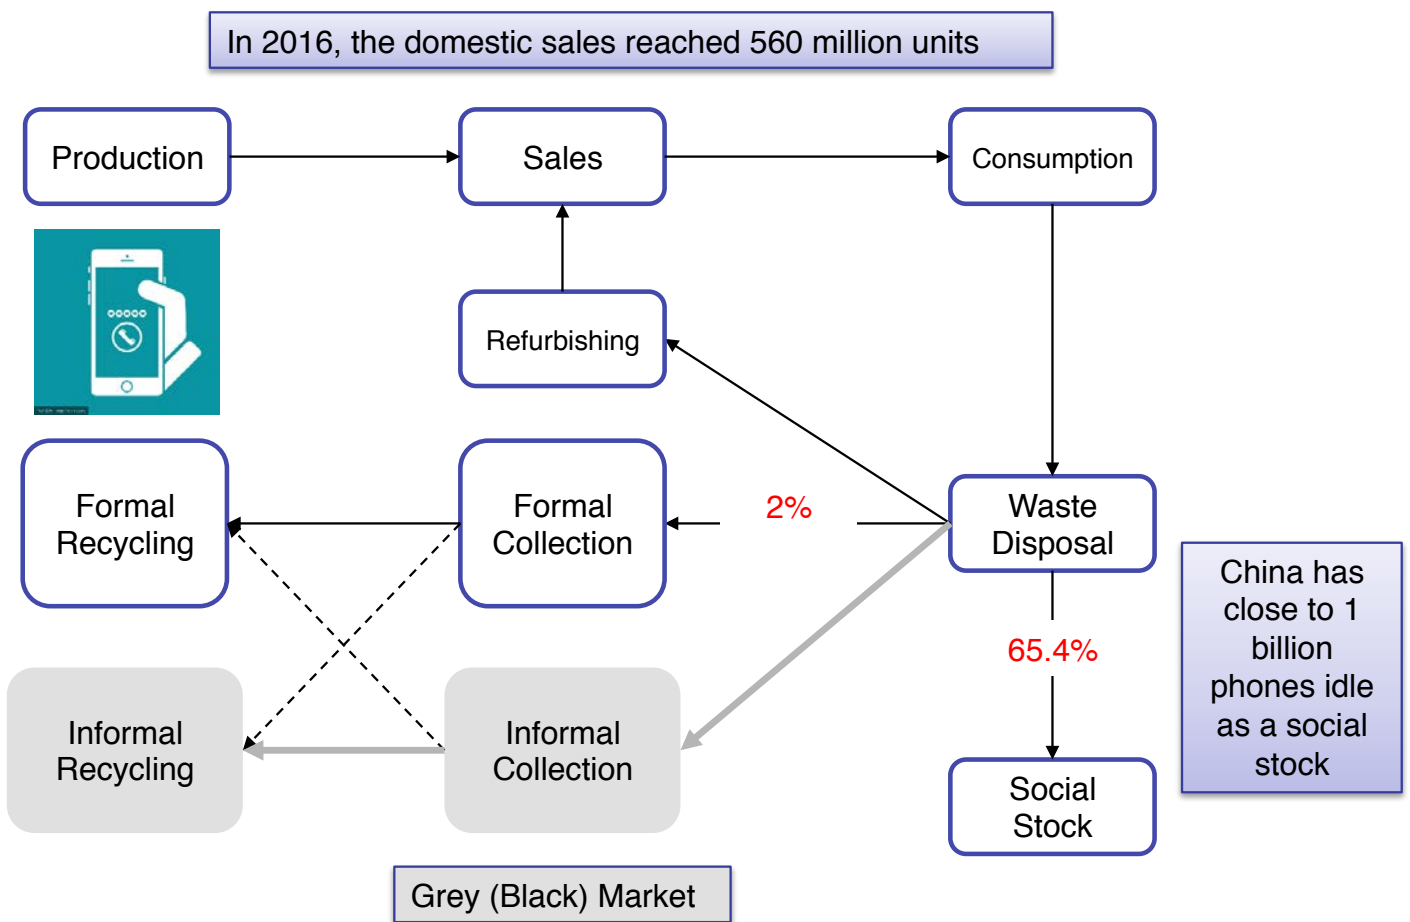 In 2016, the domestic sales reached 560 million units
Production
Sales
Consumption
Refurbishing
Formal
Recycling
Formal
Collection
2%
Waste
Disposal
65.4%
China has
close to 1
billion
phones idle
as a social
stock
Informal
Recycling
Informal
Collection
Social
Stock
Grey (Black) Market